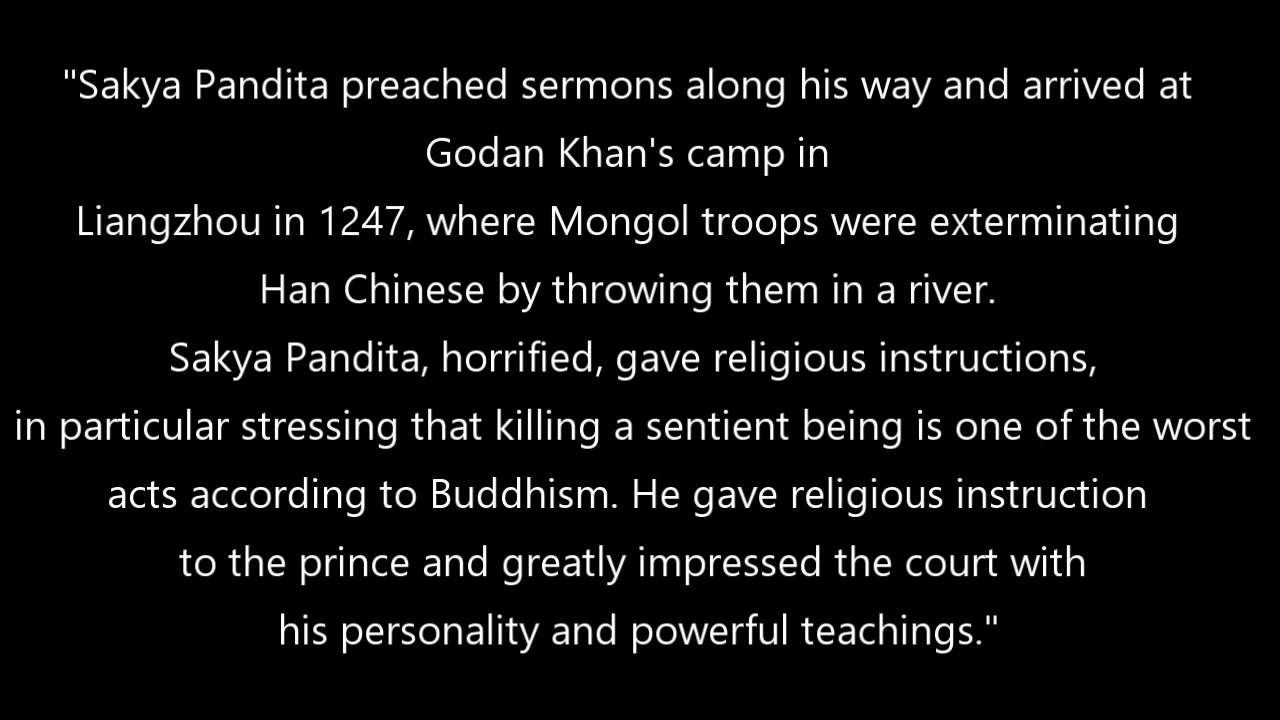 "Sakya Pandita preached sermons along his way and arrived at
Godan Khan's camp in
Liangzhou in 1247, where Mongol troops were exterminating
Han Chinese by throwing them in a river.
Sakya Pandita, horrified, gave religious instructions,
in particular stressing that killing a sentient being is one of the worst
acts according to Buddhism. He gave religious instruction
to the prince and greatly impressed the court with
his personality and powerful teachings."